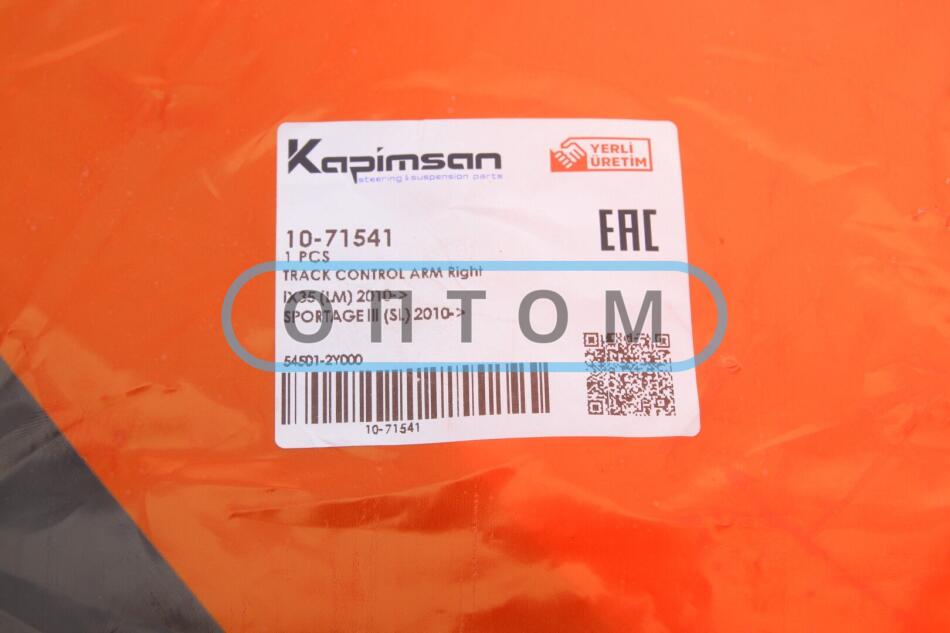 Kapimsan
steering & suspension parts
YERLİ
ÜRETİM
EAC
10-71541
1 PCS
TRACK CONTROL ARM Right
IX35 (LM) 2010->
SPORTAGE III (SL) 2010->
ОПТОМ
54501-2Y000
10-71541